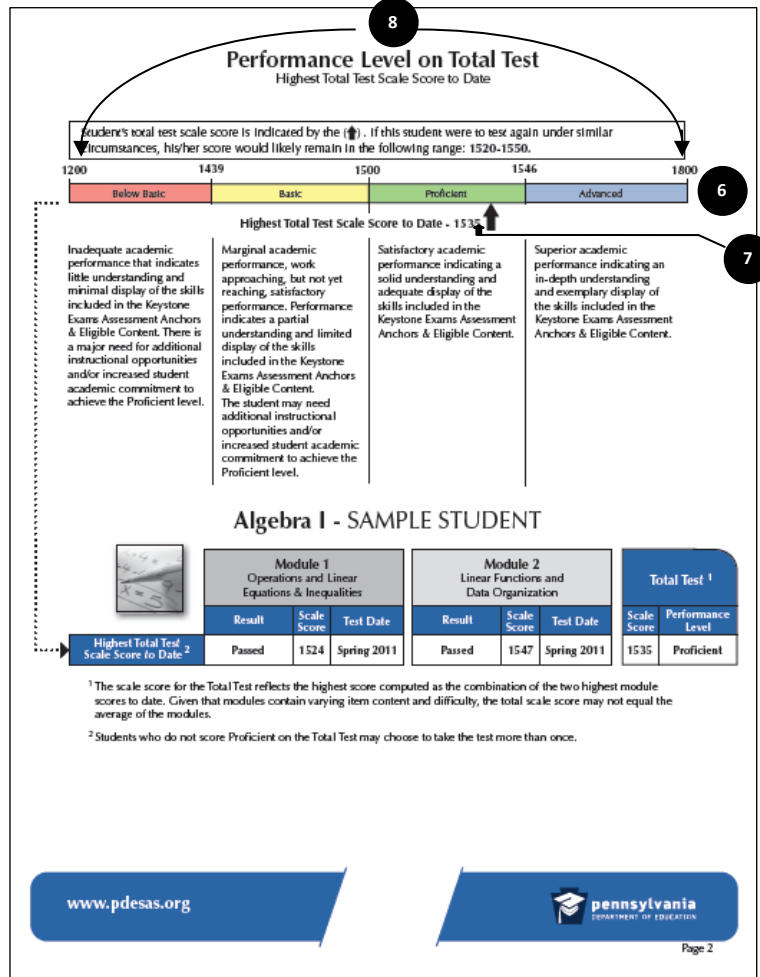 8
Performance Level on Total Test
Highest Total Test Scale Score to Date
Student's total test scale score is indicated by the (⬆) . If this student were to test again under similar
circumstances, his/her score would likely remain in the following range: 1520-1550.
1200 1439 1500 1546 1800
Below Basic Basic Proficient Advanced
6
Highest Total Test Scale Score to Date - 1535
7
Inadequate academic
performance that indicates
little understanding and
minimal display of the skills
included in the Keystone
Exams Assessment Anchors
& Eligible Content. There is
a major need for additional
instructional opportunities
and/or increased student
academic commitment to
achieve the Proficient level.
Marginal academic
performance, work
approaching, but not yet
reaching, satisfactory
performance. Performance
indicates a partial
understanding and limited
display of the skills
included in the Keystone
Exams Assessment Anchors
& Eligible Content.
The student may need
additional instructional
opportunities and/or
increased student academic
commitment to achieve the
Proficient level.
Satisfactory academic
performance indicating a
solid understanding and
adequate display of the
skills included in the
Keystone Exams Assessment
Anchors & Eligible Content.
Superior academic
performance indicating an
in-depth understanding
and exemplary display of
the skills included in the
Keystone Exams Assessment
Anchors & Eligible Content.
Algebra I - SAMPLE STUDENT
Module 1
Operations and Linear
Equations & Inequalities
Module 2
Linear Functions and
Data Organization
Total Test 1
Result Scale Score Test Date Result Scale Score Test Date Scale Score Performance Level
Highest Total Test
Scale Score to Date 2
Passed 1524 Spring 2011 Passed 1547 Spring 2011 1535 Proficient
1 The scale score for the Total Test reflects the highest score computed as the combination of the two highest module
scores to date. Given that modules contain varying item content and difficulty, the total scale score may not equal the
average of the modules.
2 Students who do not score Proficient on the Total Test may choose to take the test more than once.
www.pdesas.org
pennsylvania
DEPARTMENT OF EDUCATION
Page 2